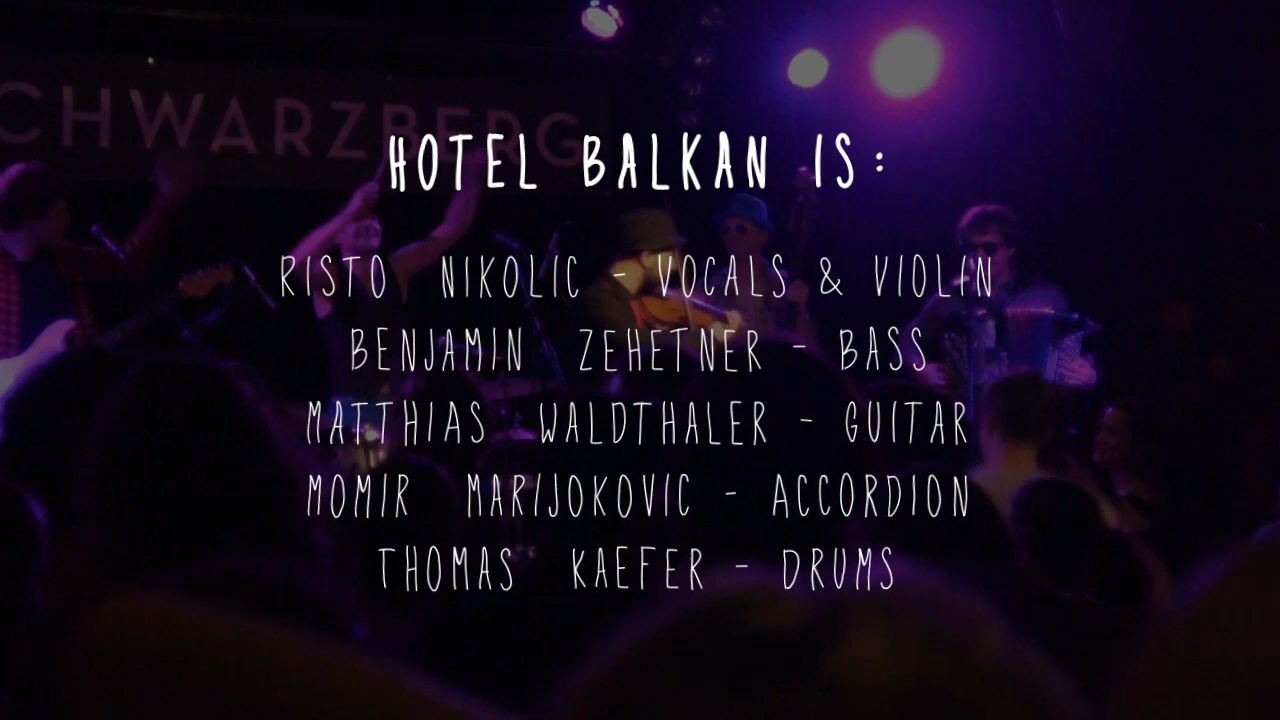 CHWARZBERG
HOTEL BALKAN IS:
RISTO NIKOLIC - VOCALS & VIOLIN
BENJAMIN ZEHETNER - BASS
MATTHIAS WALDTHALER - GUITAR
MOMIR MARIJOKOVIC - ACCORDION
THOMAS KAEFER - DRUMS